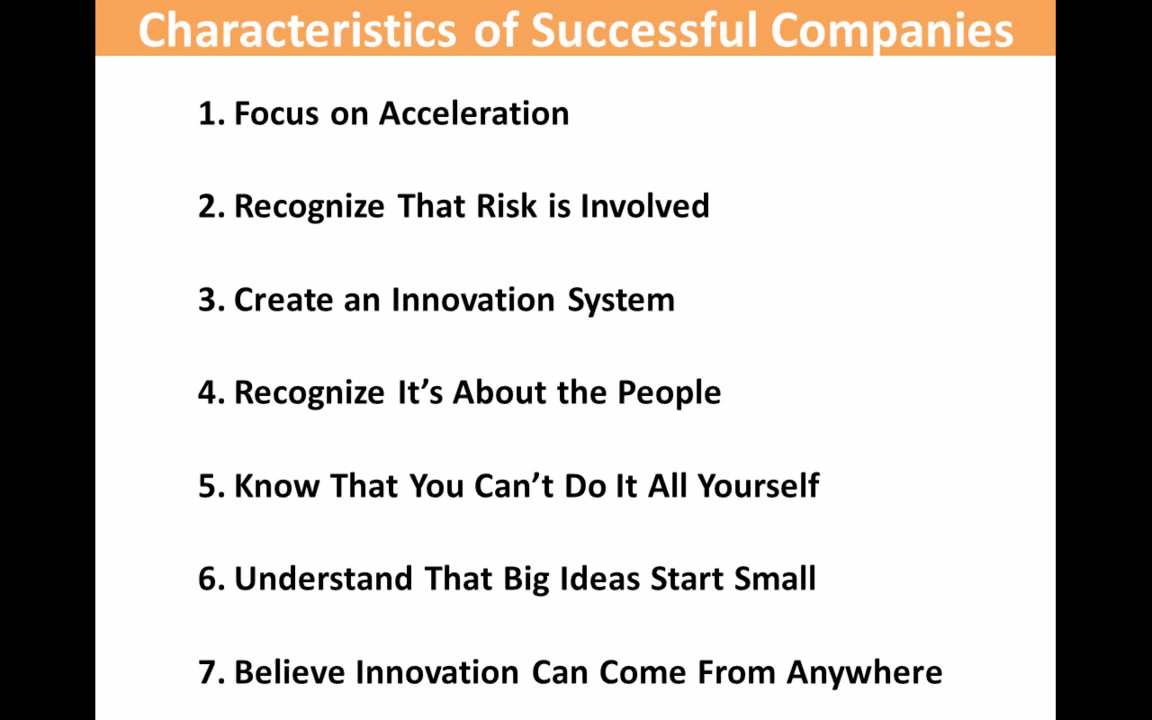 Characteristics of Successful Companies
1. Focus on Acceleration
2. Recognize That Risk is Involved
3. Create an Innovation System
4. Recognize It’s About the People
5. Know That You Can’t Do It All Yourself
6. Understand That Big Ideas Start Small
7. Believe Innovation Can Come From Anywhere